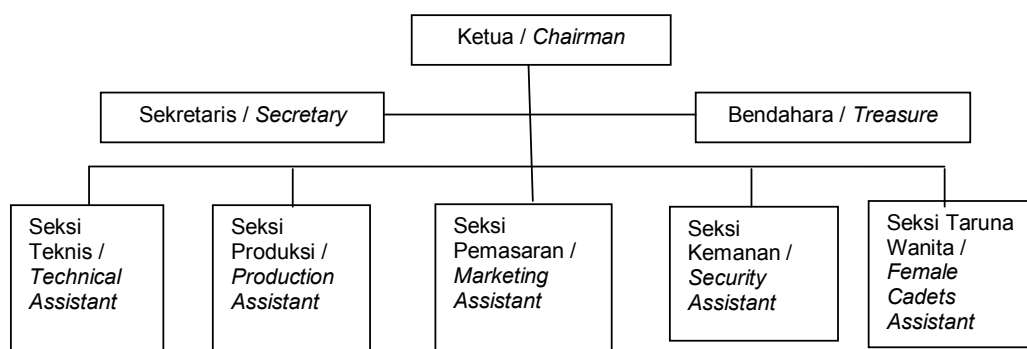 Ketua / Chairman
Sekretaris / Secretary
Bendahara / Treasure
Seksi
Teknis /
Technical
Assistant
Seksi
Produksi /
Production
Assistant
Seksi
Pemasaran /
Marketing
Assistant
Seksi
Kemanan /
Security
Assistant
Seksi Taruna
Wanita /
Female
Cadets
Assistant